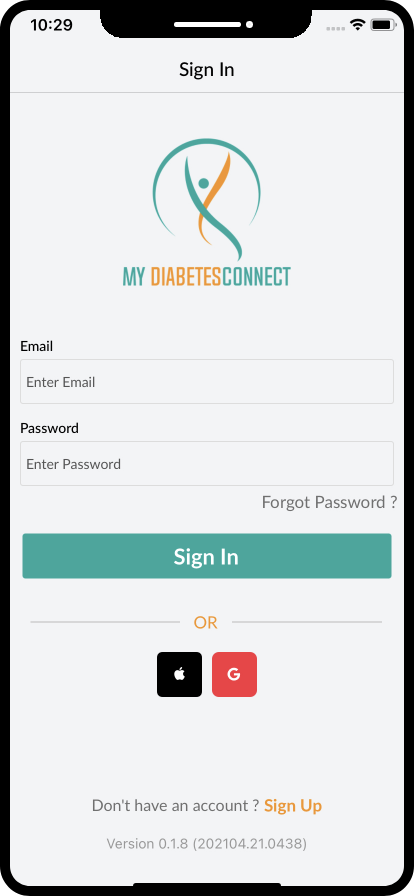 10:29
Sign In
MY DIABETESCONNECT
Email
Enter Email
Password
Enter Password
Forgot Password ?
Sign In
OR
G
Don't have an account ? Sign Up
Version 0.1.8 (202104.21.0438)